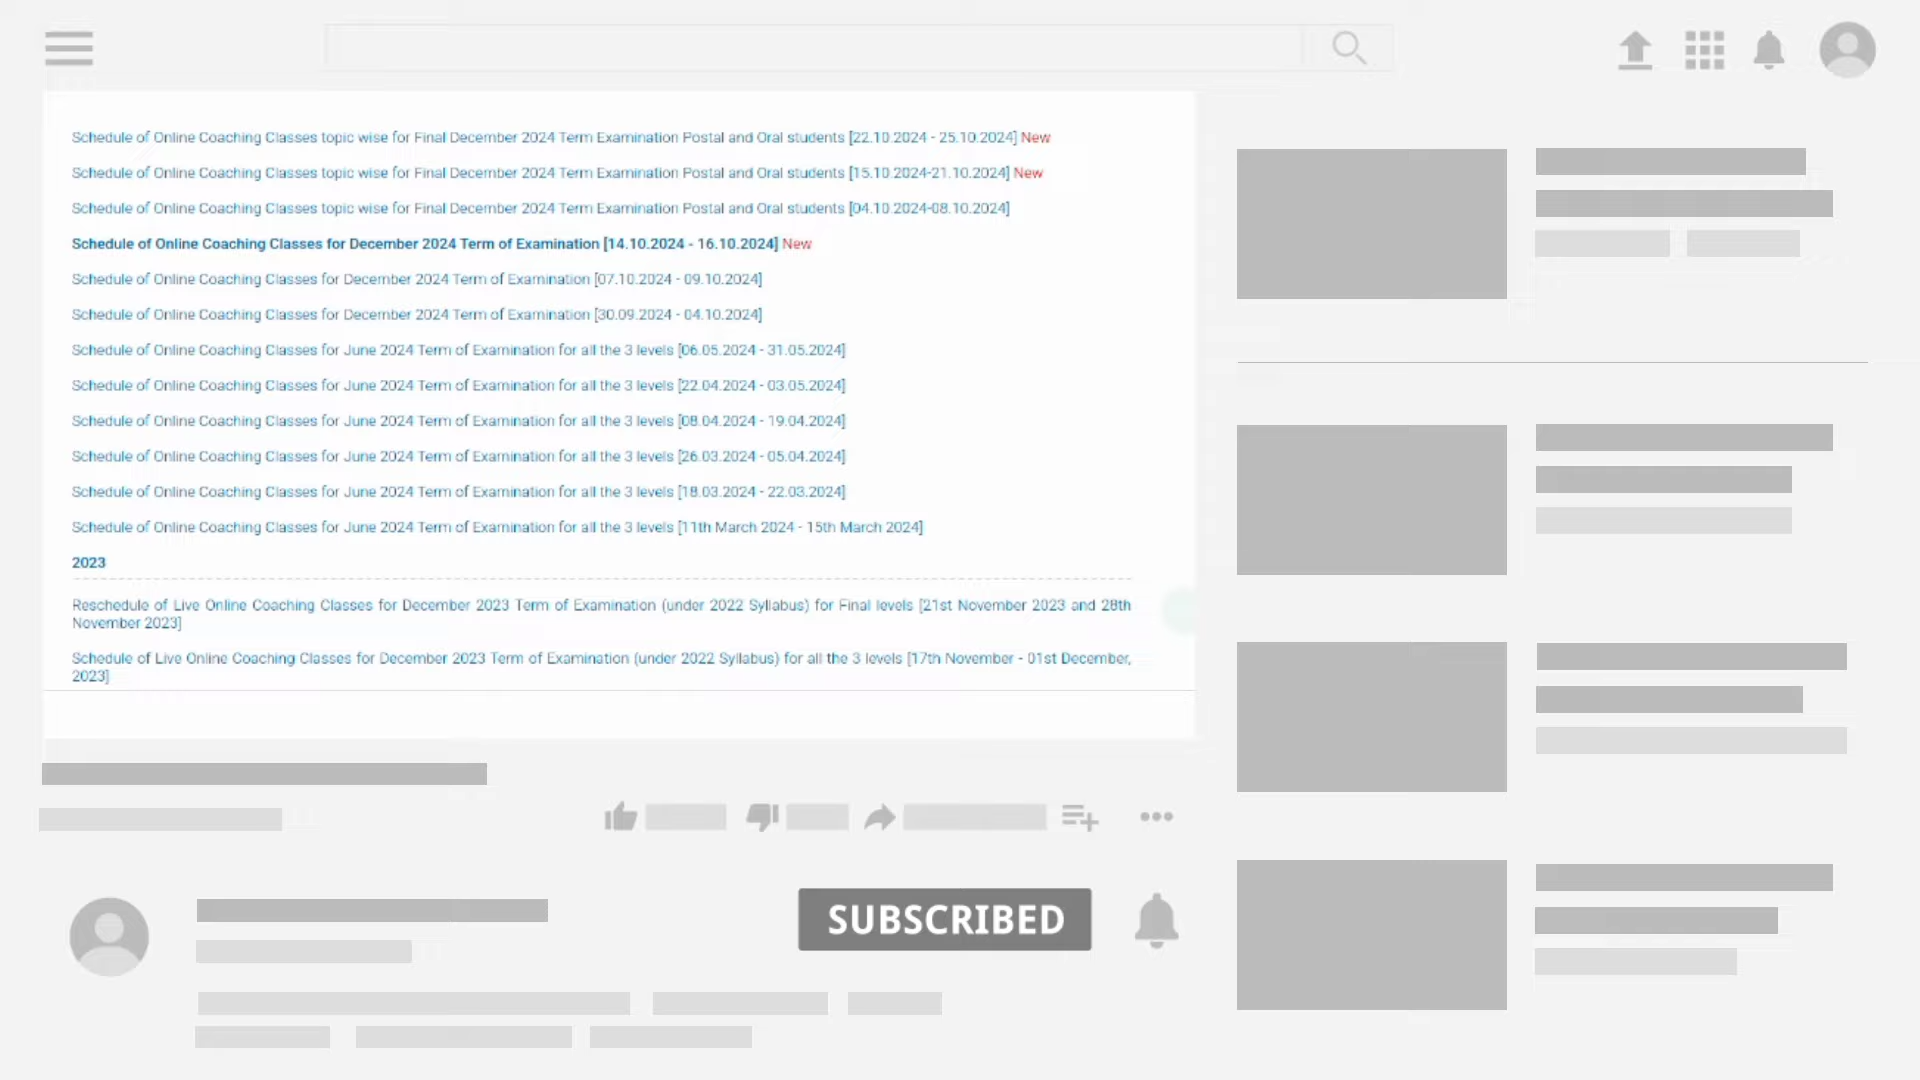 Schedule of Online Coaching Classes topic wise for Final December 2024 Term Examination Postal and Oral students [22.10.2024 - 25.10.2024] New
Schedule of Online Coaching Classes topic wise for Final December 2024 Term Examination Postal and Oral students [15.10.2024-21.10.2024] New
Schedule of Online Coaching Classes topic wise for Final December 2024 Term Examination Postal and Oral students [04.10.2024-08.10.2024]
Schedule of Online Coaching Classes for December 2024 Term of Examination [14.10.2024 - 16.10.2024] New
Schedule of Online Coaching Classes for December 2024 Term of Examination [07.10.2024 - 09.10.2024]
Schedule of Online Coaching Classes for December 2024 Term of Examination [30.09.2024 - 04.10.2024]
Schedule of Online Coaching Classes for June 2024 Term of Examination for all the 3 levels [06.05.2024 - 31.05.2024]
Schedule of Online Coaching Classes for June 2024 Term of Examination for all the 3 levels [22.04.2024 - 03.05.2024]
Schedule of Online Coaching Classes for June 2024 Term of Examination for all the 3 levels [08.04.2024 - 19.04.2024]
Schedule of Online Coaching Classes for June 2024 Term of Examination for all the 3 levels [26.03.2024 - 05.04.2024]
Schedule of Online Coaching Classes for June 2024 Term of Examination for all the 3 levels [18.03.2024 - 22.03.2024]
Schedule of Online Coaching Classes for June 2024 Term of Examination for all the 3 levels [11th March 2024 - 15th March 2024]
2023
Reschedule of Live Online Coaching Classes for December 2023 Term of Examination (under 2022 Syllabus) for Final levels [21st November 2023 and 28th
November 2023]
Schedule of Live Online Coaching Classes for December 2023 Term of Examination (under 2022 Syllabus) for all the 3 levels [17th November - 01st December,
2023]
SUBSCRIBED